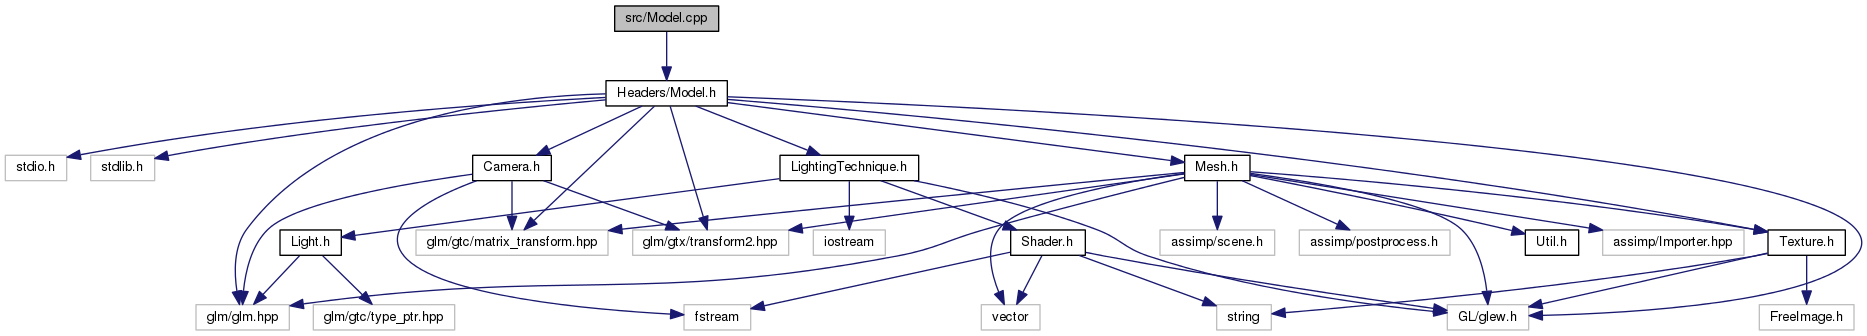 src/Model.cpp
Headers/Model.h
stdio.h
stdlib.h
Camera.h
LightingTechnique.h
Mesh.h
Light.h
glm/gtc/matrix_transform.hpp
glm/gtx/transform2.hpp
iostream
Shader.h
assimp/scene.h
assimp/postprocess.h
Util.h
assimp/Importer.hpp
Texture.h
glm/glm.hpp
glm/gtc/type_ptr.hpp
fstream
vector
string
GL/glew.h
FreeImage.h